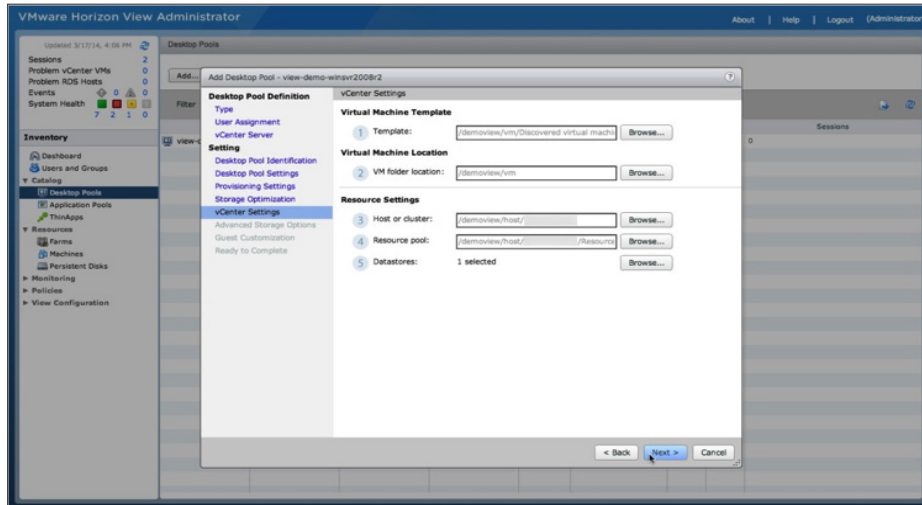 VMware Horizon View Administrator
About | Help | Logout (Administrator
Updated 3/17/14, 4:06 PM
Sessions 2
Problem vCenter VMs 0
Problem RDS Hosts 0
Events 0 0
System Health
7 2 1 0
Inventory
Dashboard
Users and Groups
Catalog
Desktop Pools
Application Pools
ThinApps
Resources
Farms
Machines
Persistent Disks
Monitoring
Policies
View Configuration
Desktop Pools
Add...
Filter
Sessions
view-
0
Add Desktop Pool - view-demo-winsvr2008r2
?
Desktop Pool Definition
Type
User Assignment
vCenter Server
Setting
Desktop Pool Identification
Desktop Pool Settings
Provisioning Settings
Storage Optimization
vCenter Settings
Advanced Storage Options
Guest Customization
Ready to Complete
vCenter Settings
Virtual Machine Template
1 Template: /demoview/vm/Discovered virtual machi Browse...
Virtual Machine Location
2 VM folder location: /demoview/vm Browse...
Resource Settings
3 Host or cluster: /demoview/host/ Browse...
4 Resource pool: /demoview/host/ /Resource Browse...
5 Datastores: 1 selected Browse...
< Back Next > Cancel